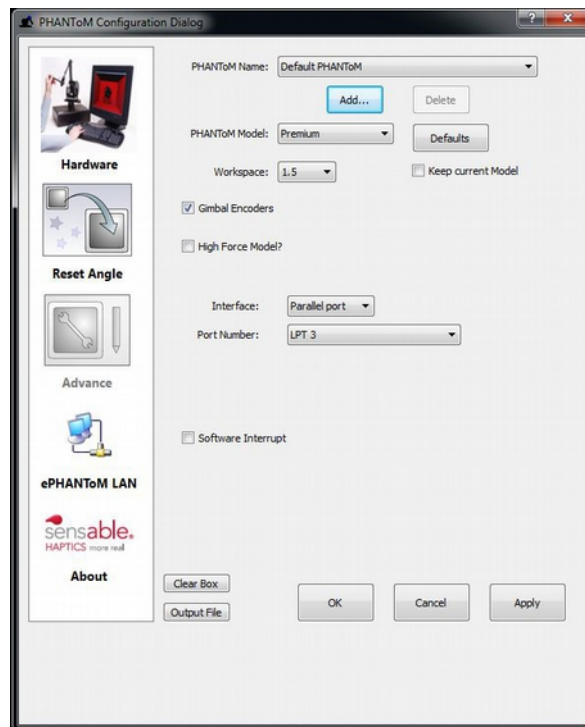 PHANToM Configuration Dialog
Hardware
Reset Angle
Advance
ePHANToM LAN
sensable.
HAPTICS more real
About
PHANToM Name: Default PHANToM
Add... Delete
PHANToM Model: Premium Defaults
Workspace: 1.5 Keep current Model
Gimbal Encoders
High Force Model?
Interface: Parallel port
Port Number: LPT 3
Software Interrupt
Clear Box
Output File
OK Cancel Apply